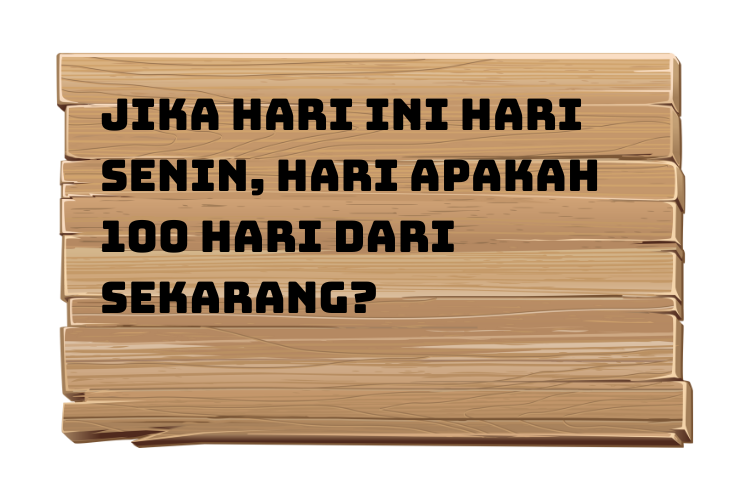 JIKA HARI INI HARI
SENIN, HARI APAKAH
100 HARI DARI
SEKARANG?